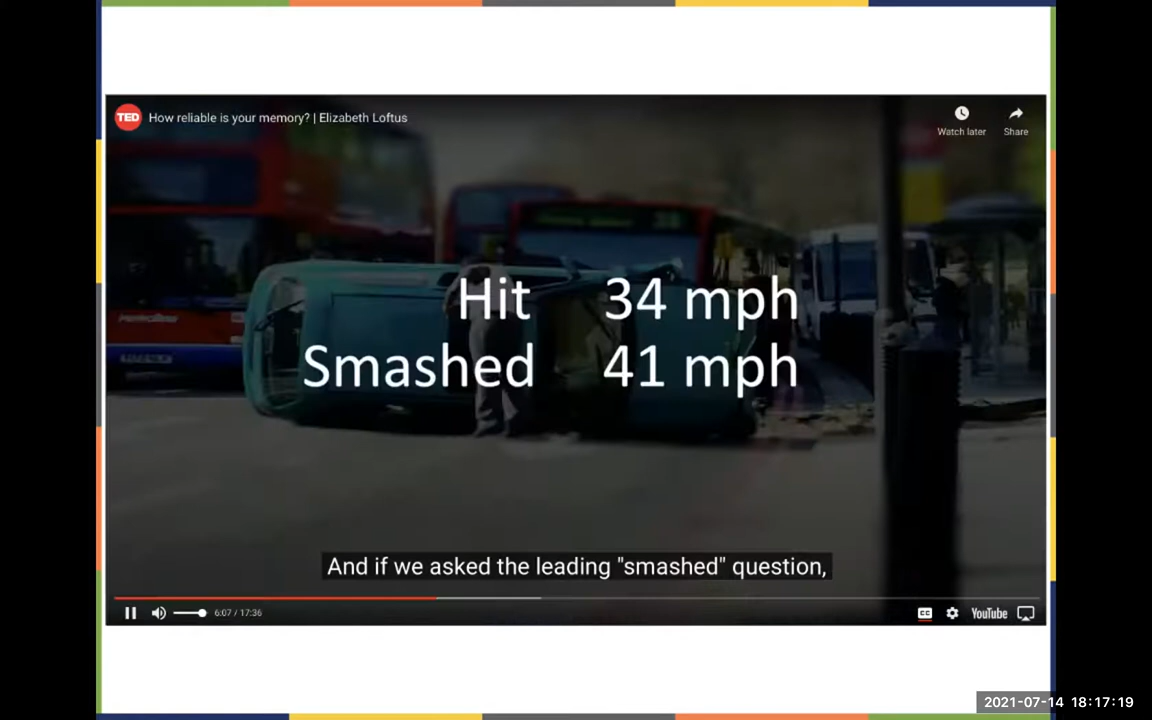 TED How reliable is your memory? | Elizabeth Loftus
Watch later
Share
Hit 34 mph
Smashed 41 mph
And if we asked the leading "smashed" question,
6:07 / 17:36
CC
YouTube
2021-07-14 18:17:19